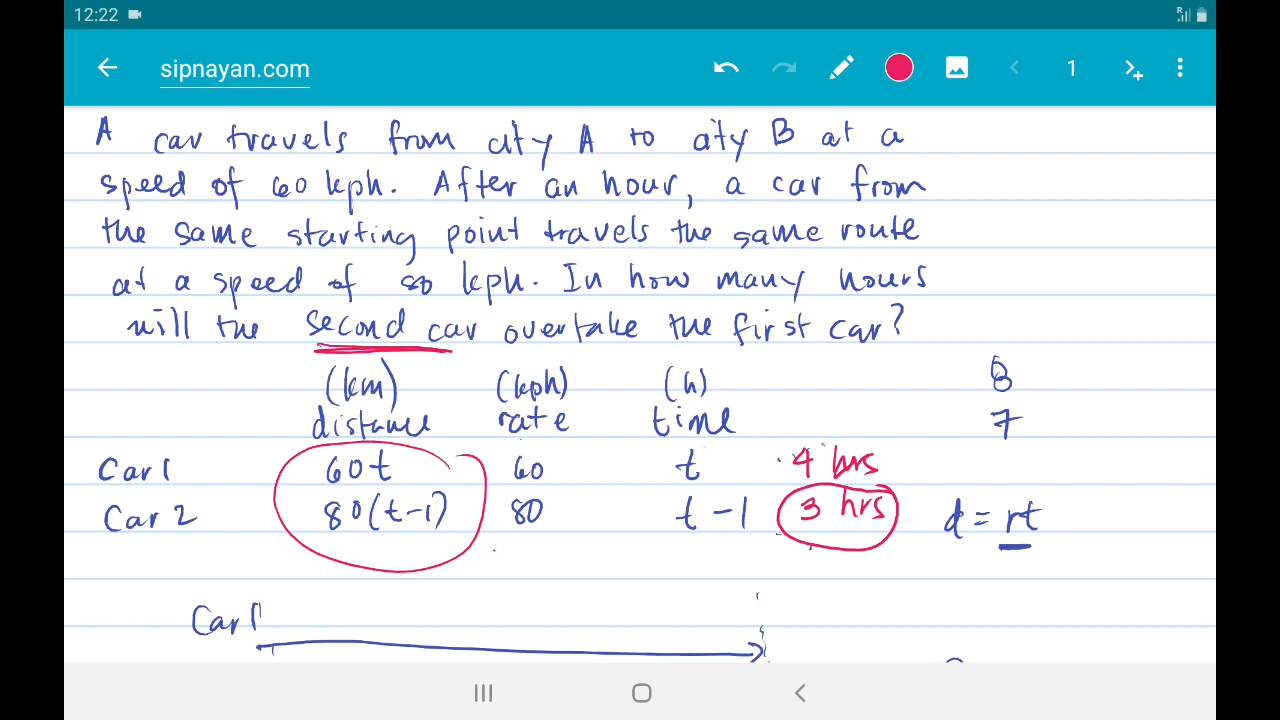 12:22
sipnayan.com
1
A car travels from city A to city B at a
speed of 60 kph. After an hour, a car from
the same starting point travels the same route
at a speed of 80 kph. In how many hours
will the second car overtake the first car?
(km) (kph) (h) 8
distance rate time 7
Car 1 60t 60 t 4 hrs
Car 2 80(t-1) 80 t-1 3 hrs d = rt
Car 1